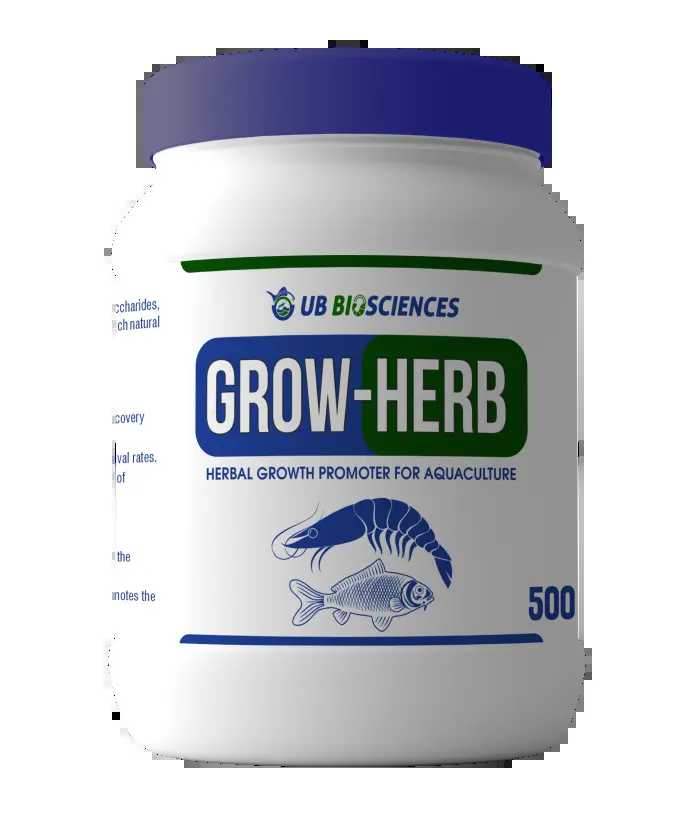 UB BIOSCIENCES
GROW-HERB
HERBAL GROWTH PROMOTER FOR AQUACULTURE
500
ccharides,
ch natural
covery
val rates.
of
the
motes the